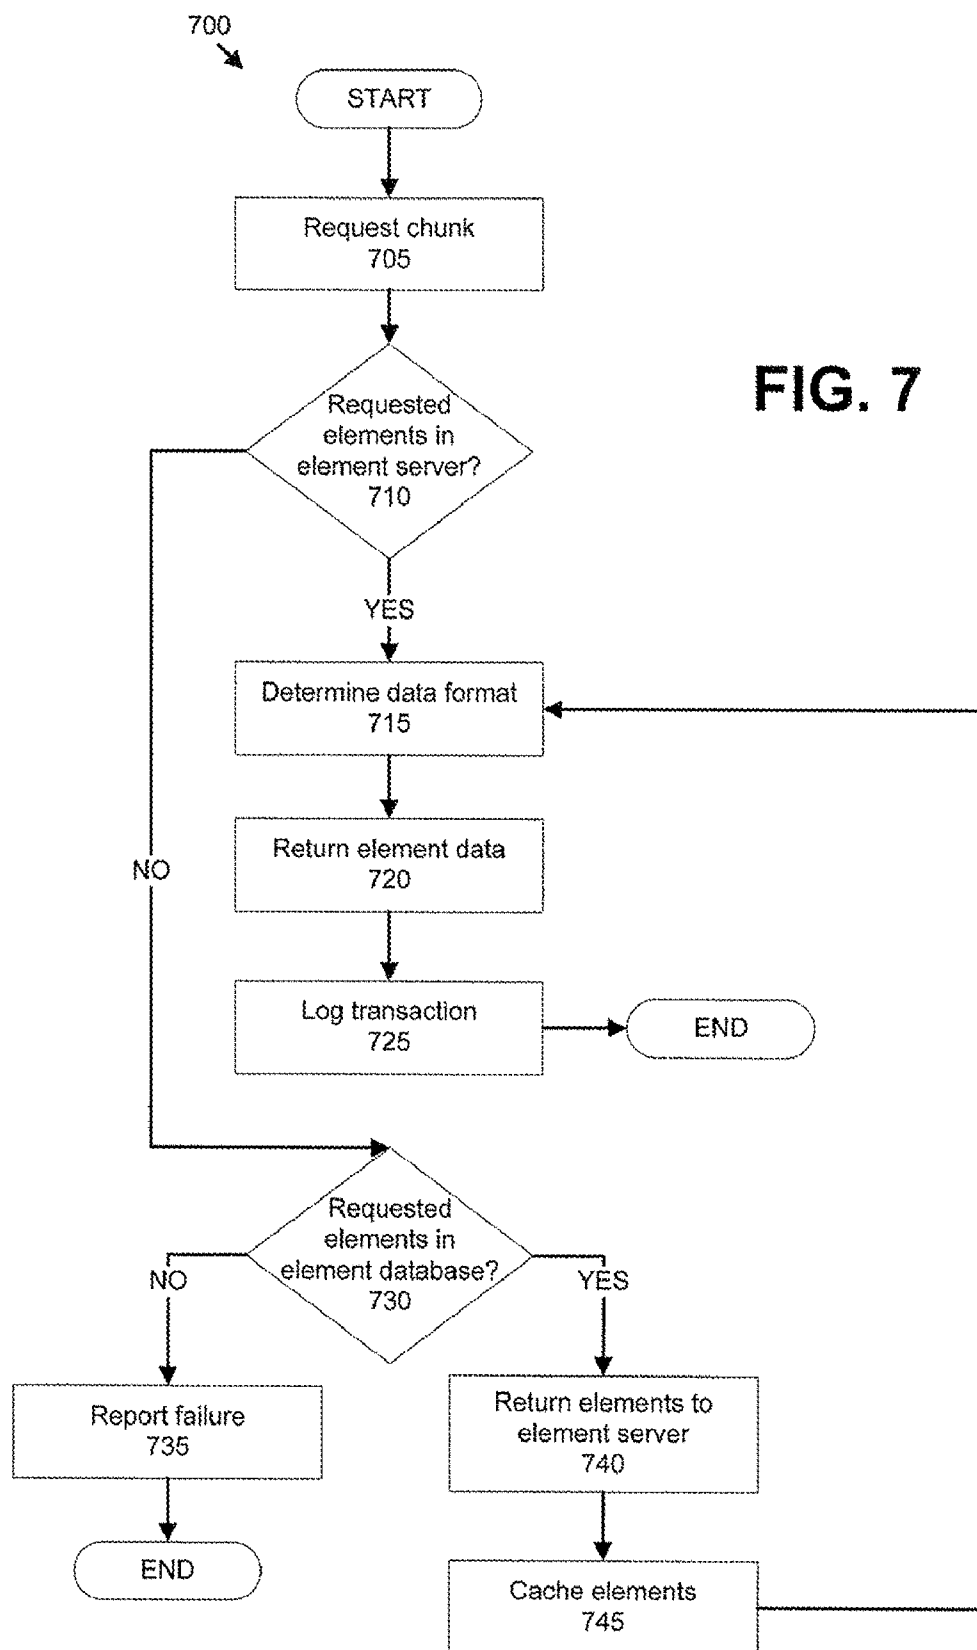 700
START
Request chunk
705
FIG. 7
Requested
elements in
element server?
710
YES
Determine data format
715
Return element data
720
NO
Log transaction
725
END
Requested
elements in
element database?
730
NO
YES
Report failure
735
Return elements to
element server
740
END
Cache elements
745